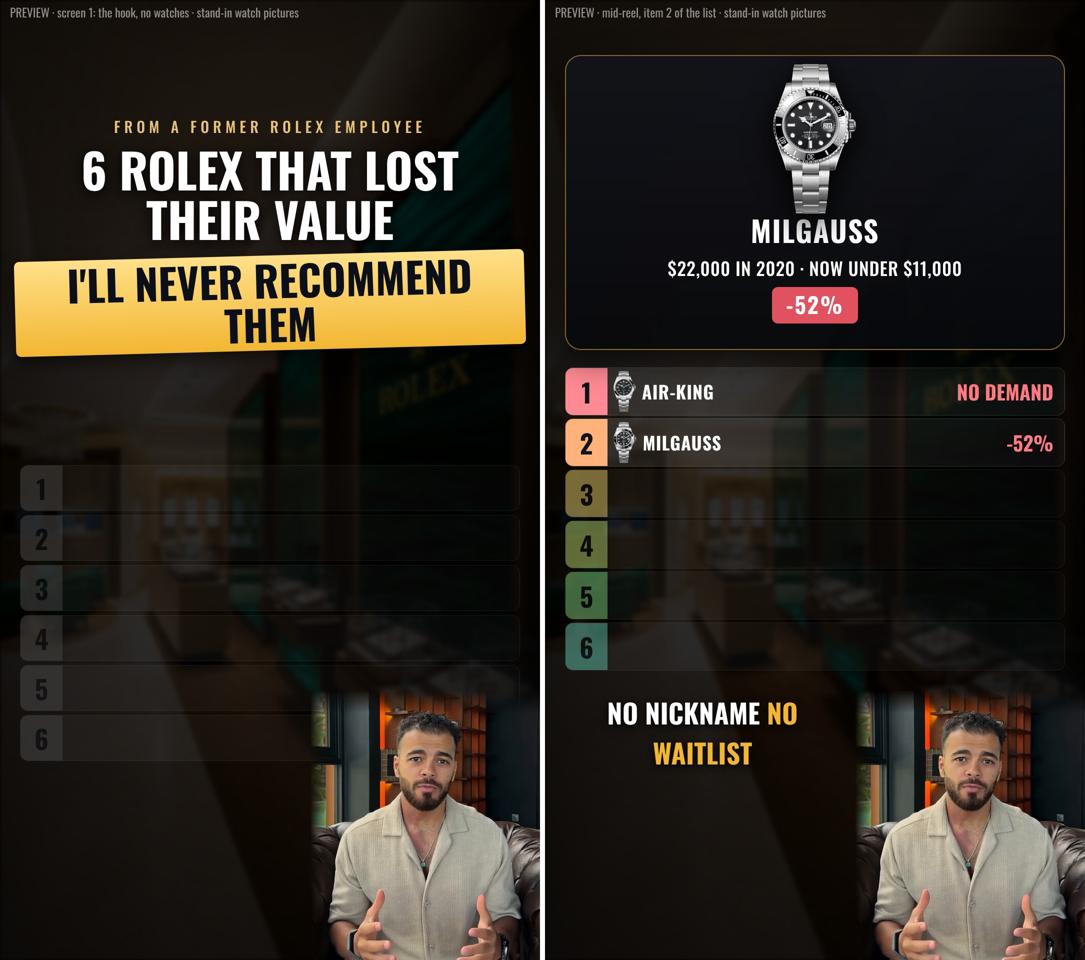 PREVIEW · screen 1: the hook, no watches · stand-in watch pictures
FROM A FORMER ROLEX EMPLOYEE
6 ROLEX THAT LOST
THEIR VALUE
I'LL NEVER RECOMMEND
THEM
ROLEX
1
2
3
4
5
6
PREVIEW · mid-reel, item 2 of the list · stand-in watch pictures
MILGAUSS
$22,000 IN 2020 · NOW UNDER $11,000
-52%
1 AIR-KING NO DEMAND
2 MILGAUSS -52%
3
4
5
6
NO NICKNAME NO
WAITLIST